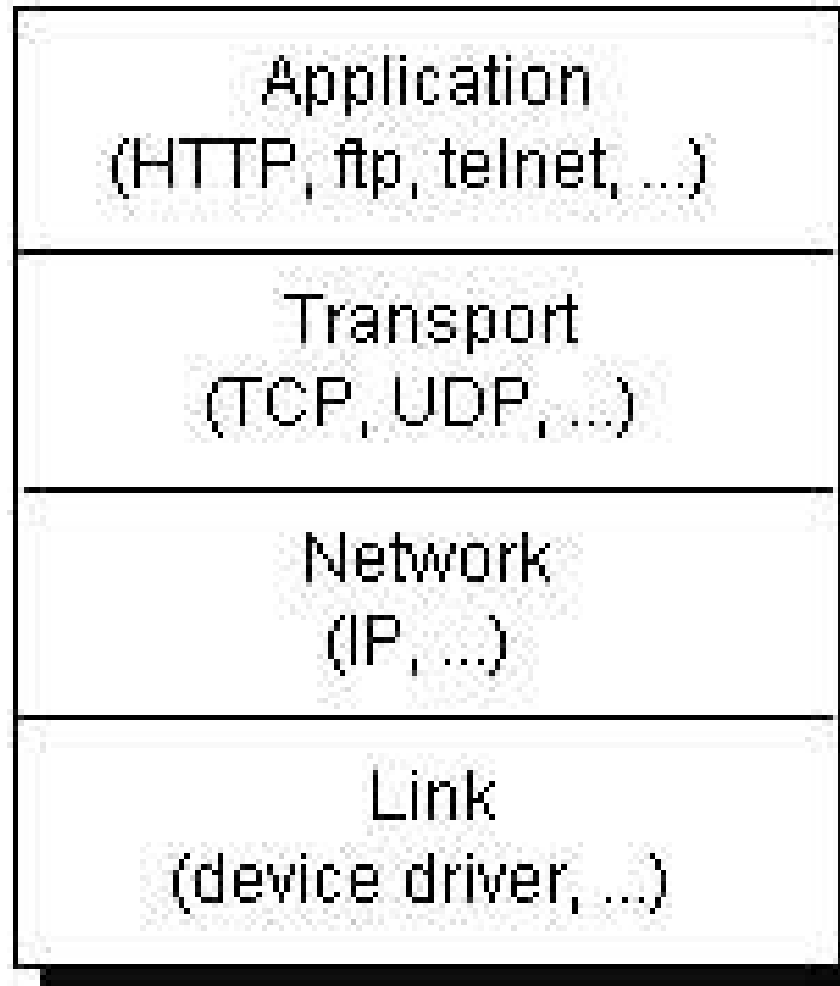 Application
(HTTP, ftp, telnet, ...)
Transport
(TCP, UDP, ...)
Network
(IP, ...)
Link
(device driver, ...)